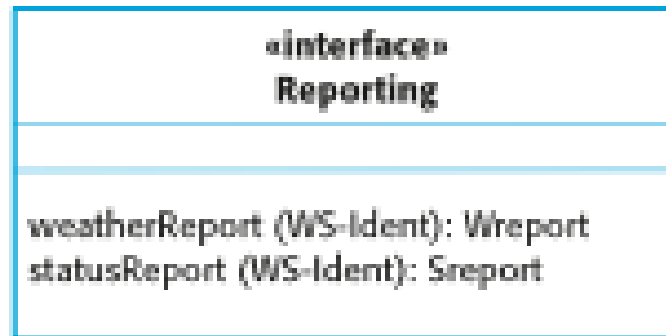 «interface»
Reporting
weatherReport (WS-Ident): Wreport
statusReport (WS-Ident): Sreport